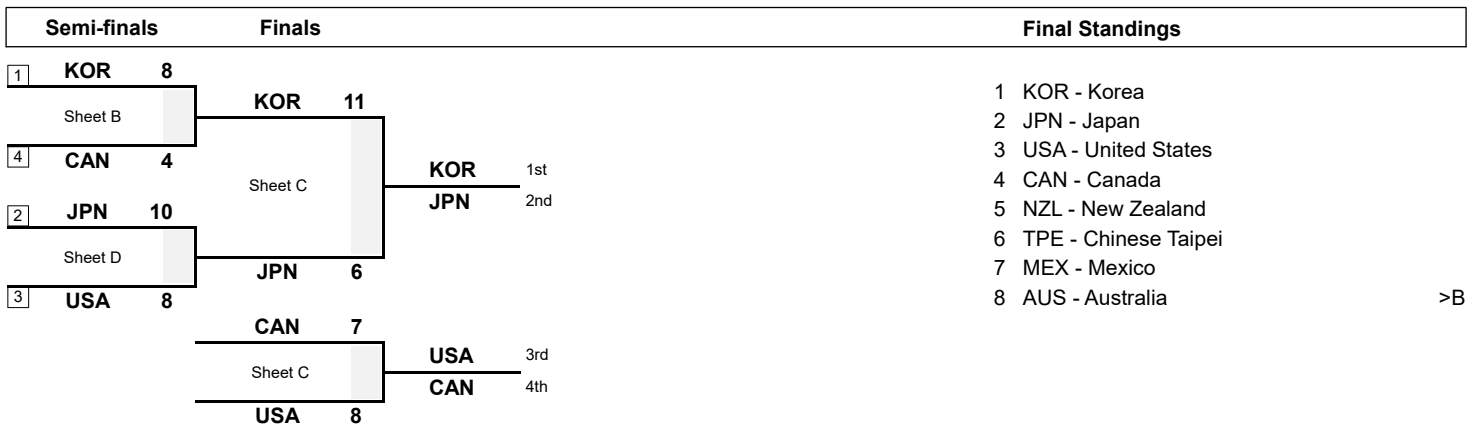 Semi-finals Finals Final Standings
1 KOR 8
Sheet B
4 CAN 4
KOR 11
Sheet C
JPN 6
2 JPN 10
Sheet D
3 USA 8
KOR 1st
JPN 2nd
CAN 7
Sheet C
USA 8
USA 3rd
CAN 4th
1 KOR - Korea
2 JPN - Japan
3 USA - United States
4 CAN - Canada
5 NZL - New Zealand
6 TPE - Chinese Taipei
7 MEX - Mexico
8 AUS - Australia >B